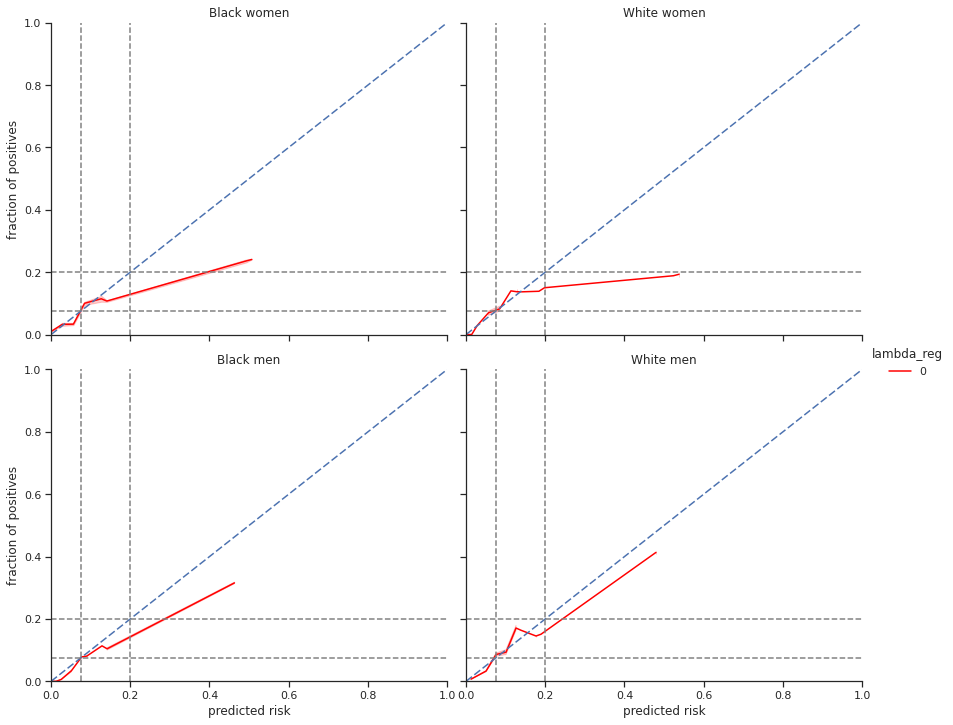 Black women
White women
1.0
0.8
0.6
0.4
0.2
0.0
fraction of positives
Black men
White men
lambda_reg
0
1.0
0.8
0.6
0.4
0.2
0.0
fraction of positives
0.0 0.2 0.4 0.6 0.8 1.0
0.0 0.2 0.4 0.6 0.8 1.0
predicted risk
predicted risk